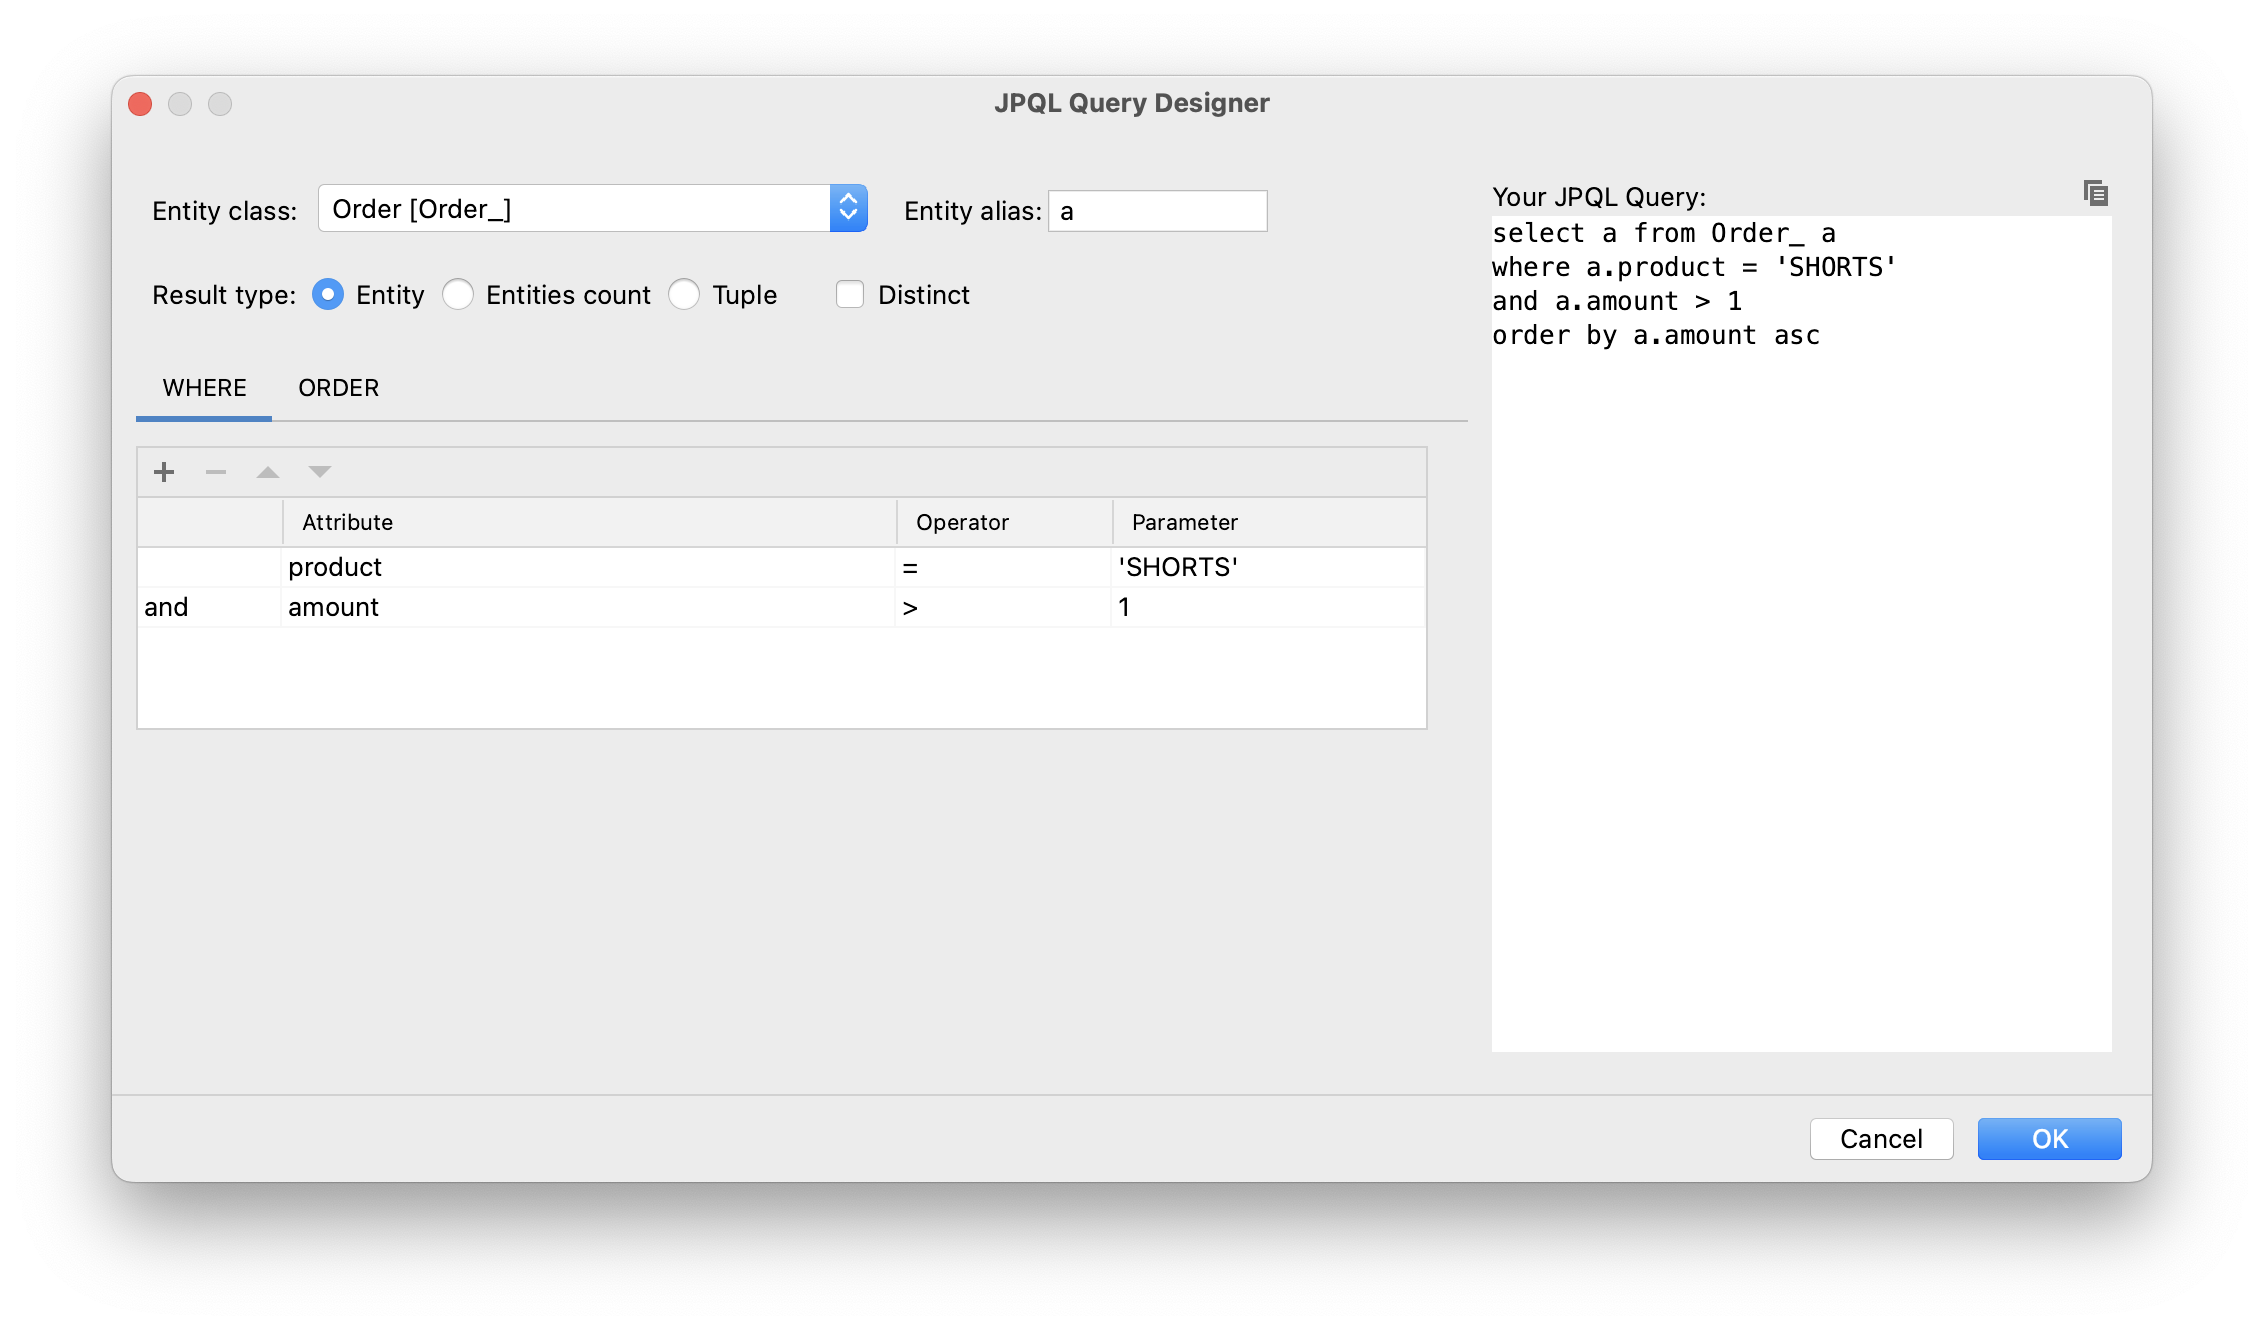 JPQL Query Designer
Entity class: Order [Order_] Entity alias: a
Result type: Entity Entities count Tuple Distinct
WHERE ORDER
Attribute Operator Parameter
product = 'SHORTS'
and amount > 1
Your JPQL Query:
select a from Order_ a
where a.product = 'SHORTS'
and a.amount > 1
order by a.amount asc
Cancel OK